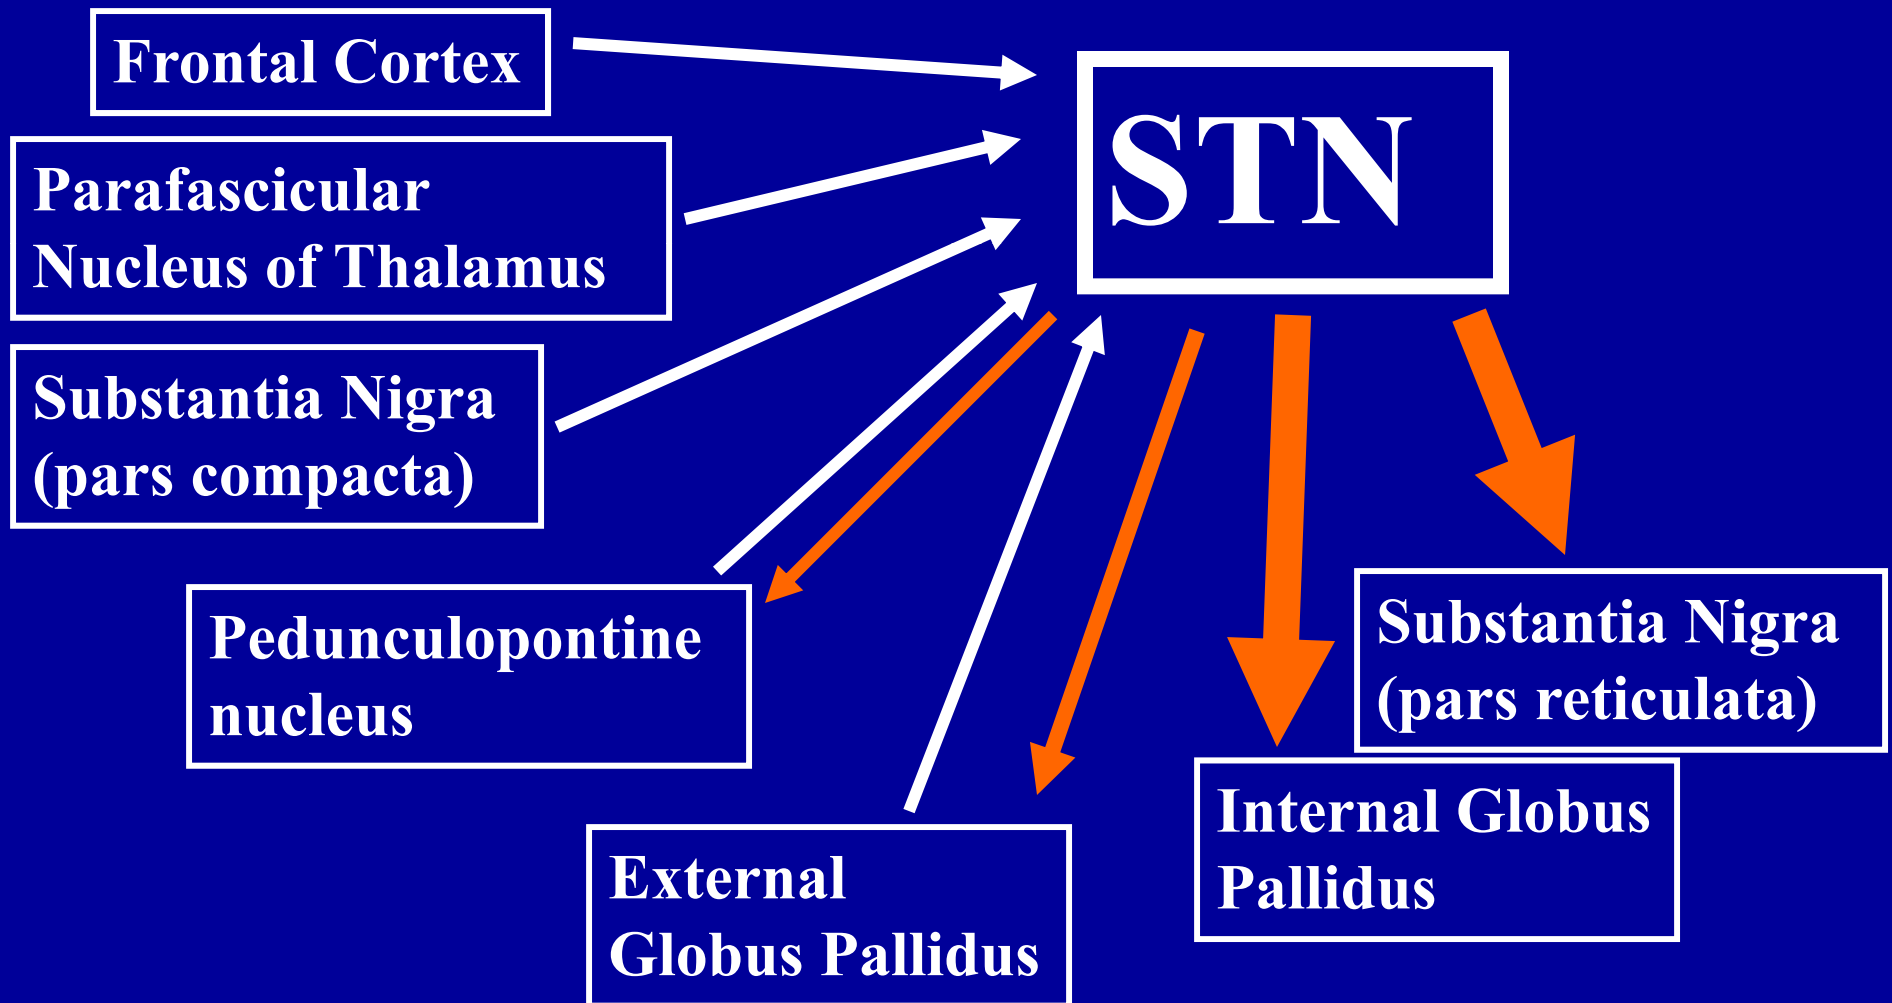 Frontal Cortex
STN
Parafascicular
Nucleus of Thalamus
Substantia Nigra
(pars compacta)
Pedunculopontine
nucleus
Substantia Nigra
(pars reticulata)
Internal Globus
Pallidus
External
Globus Pallidus